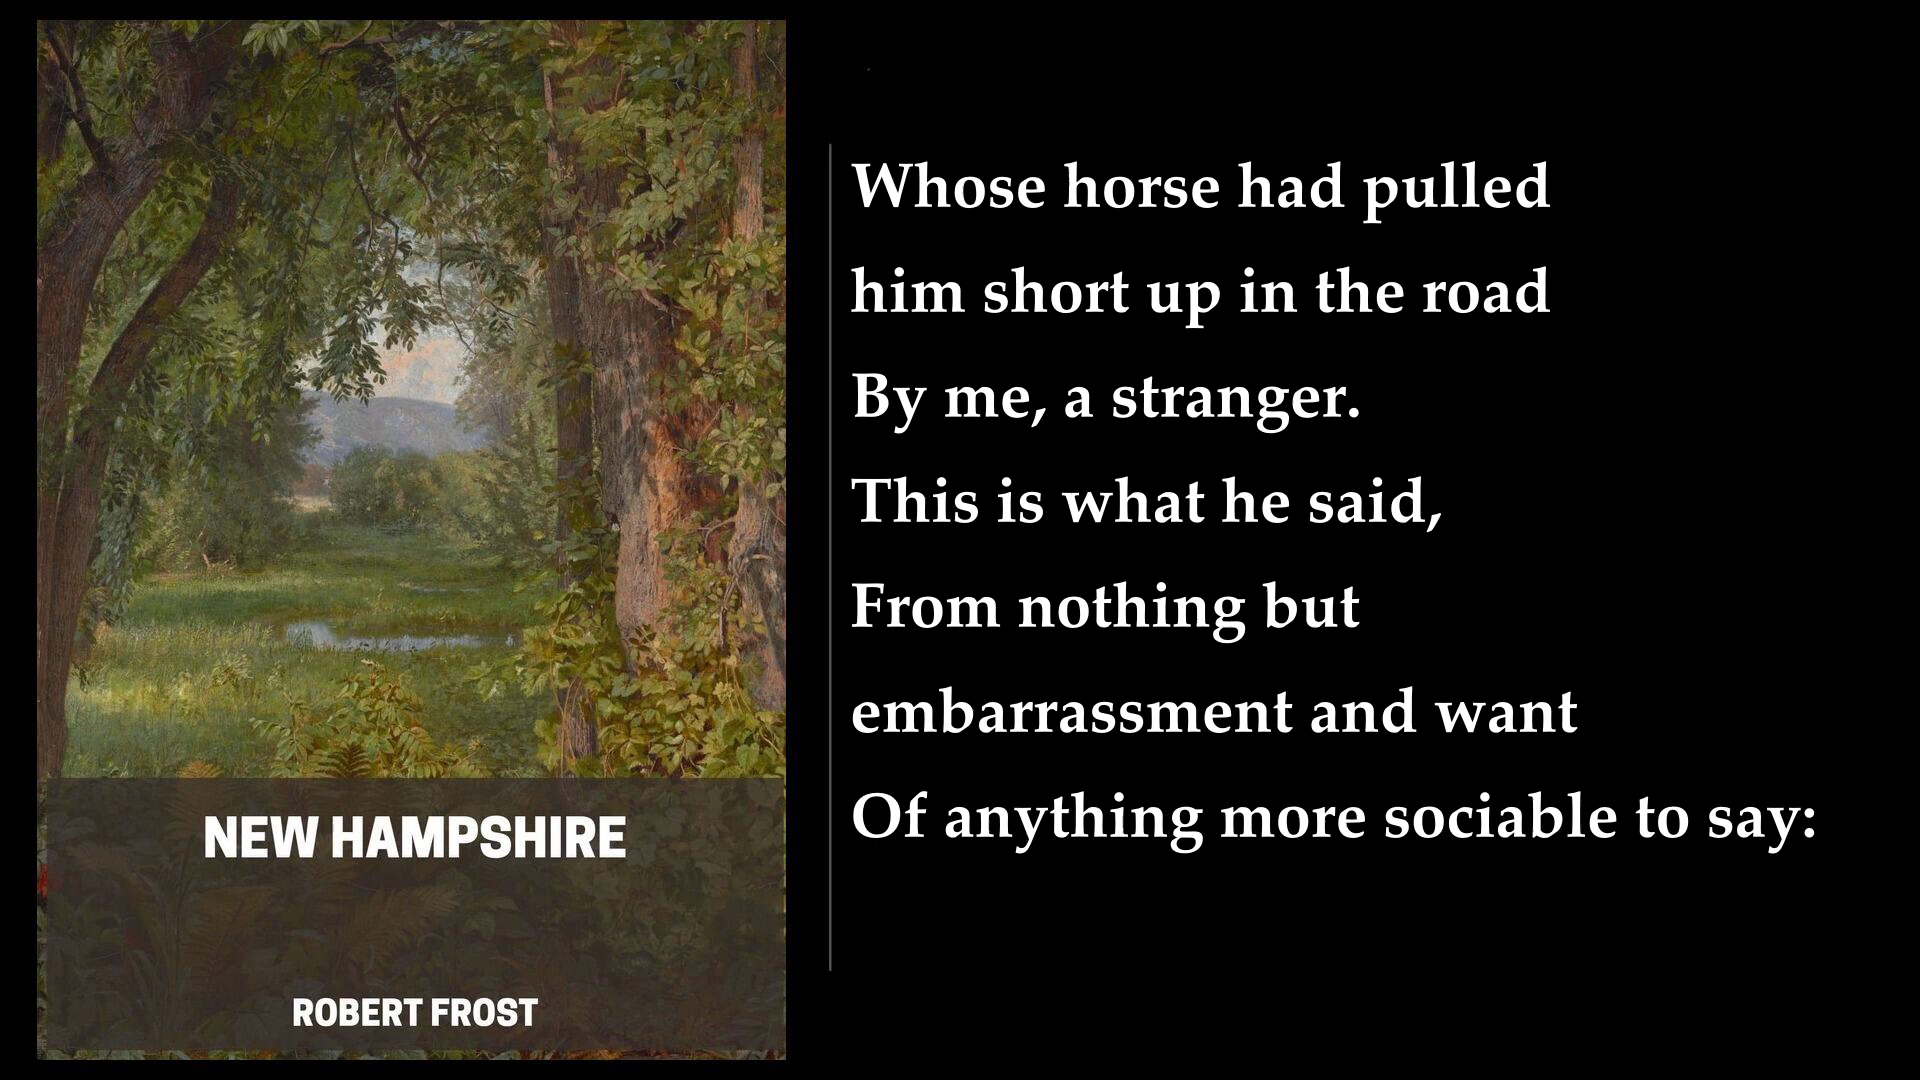 NEW HAMPSHIRE
ROBERT FROST
Whose horse had pulled
him short up in the road
By me, a stranger.
This is what he said,
From nothing but
embarrassment and want
Of anything more sociable to say: